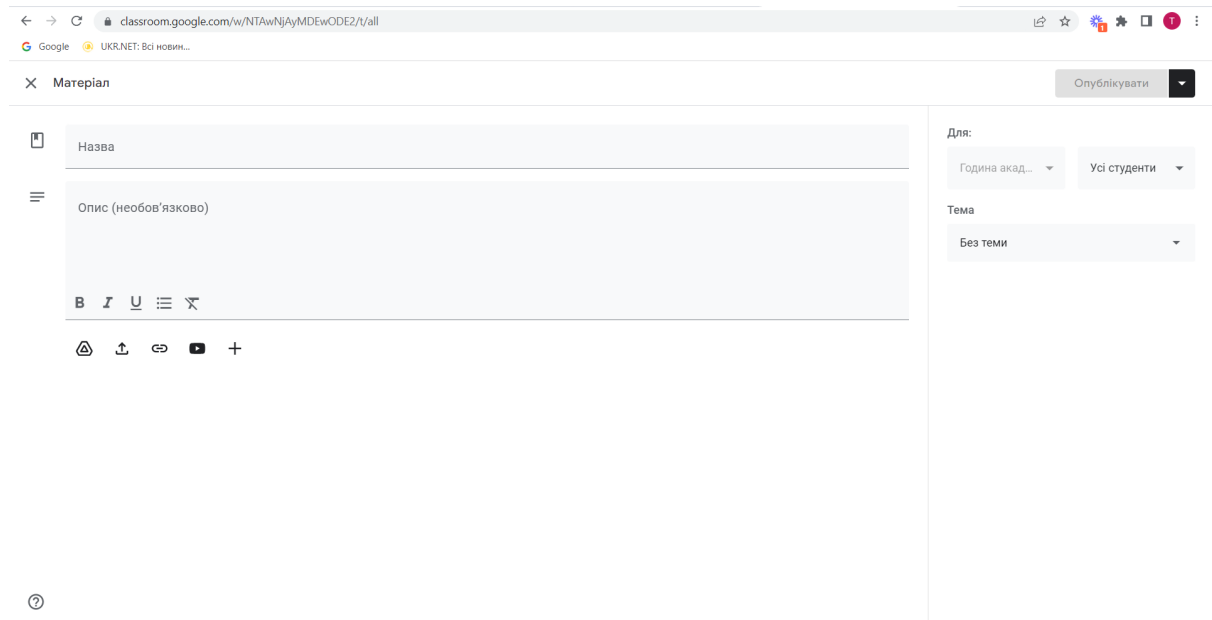 classroom.google.com/w/NTAwNjAyMDEwODE2/t/all
1
T
G Google
UKR.NET: Всі новин...
Матеріал
Опублікувати
Назва
Опис (необов’язково)
B I U
Для:
Година акад...
Усі студенти
Тема
Без теми